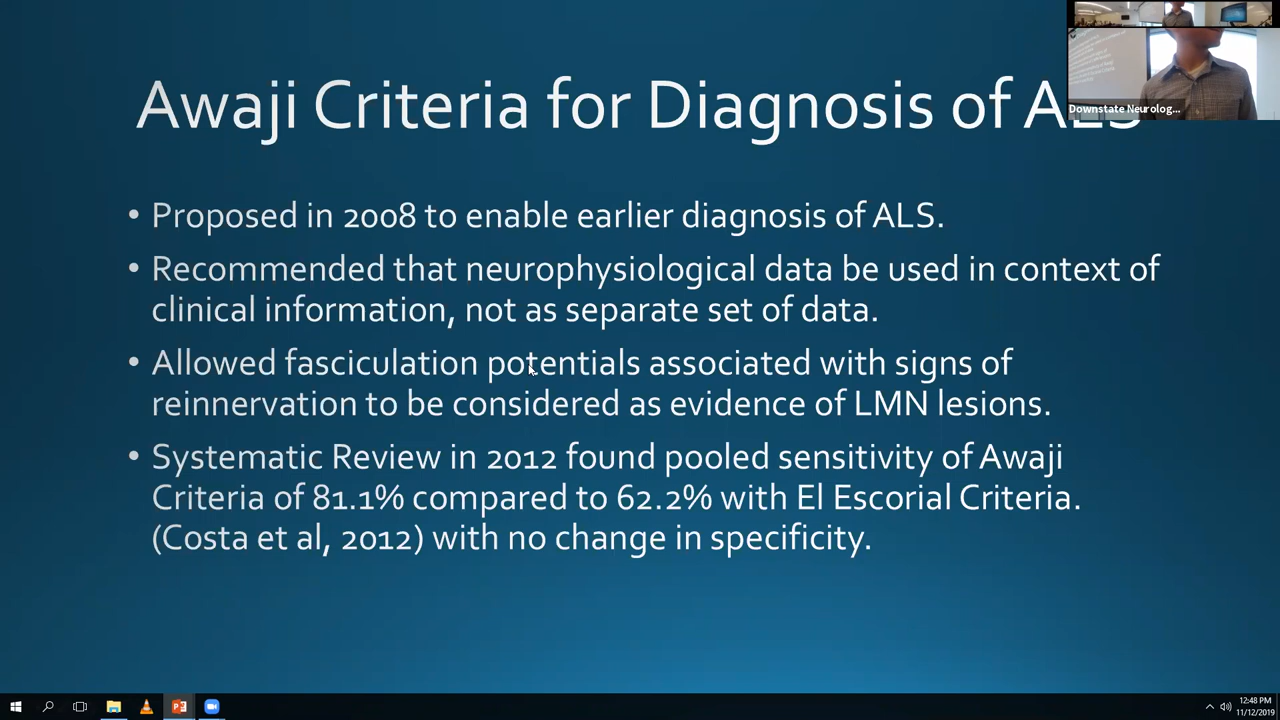 Awaji Criteria for Diagnosis of ALS
Downstate Neurolog...
• Proposed in 2008 to enable earlier diagnosis of ALS.
• Recommended that neurophysiological data be used in context of
clinical information, not as separate set of data.
• Allowed fasciculation potentials associated with signs of
reinnervation to be considered as evidence of LMN lesions.
• Systematic Review in 2012 found pooled sensitivity of Awaji
Criteria of 81.1% compared to 62.2% with El Escorial Criteria.
(Costa et al, 2012) with no change in specificity.
12:48 PM
11/12/2019